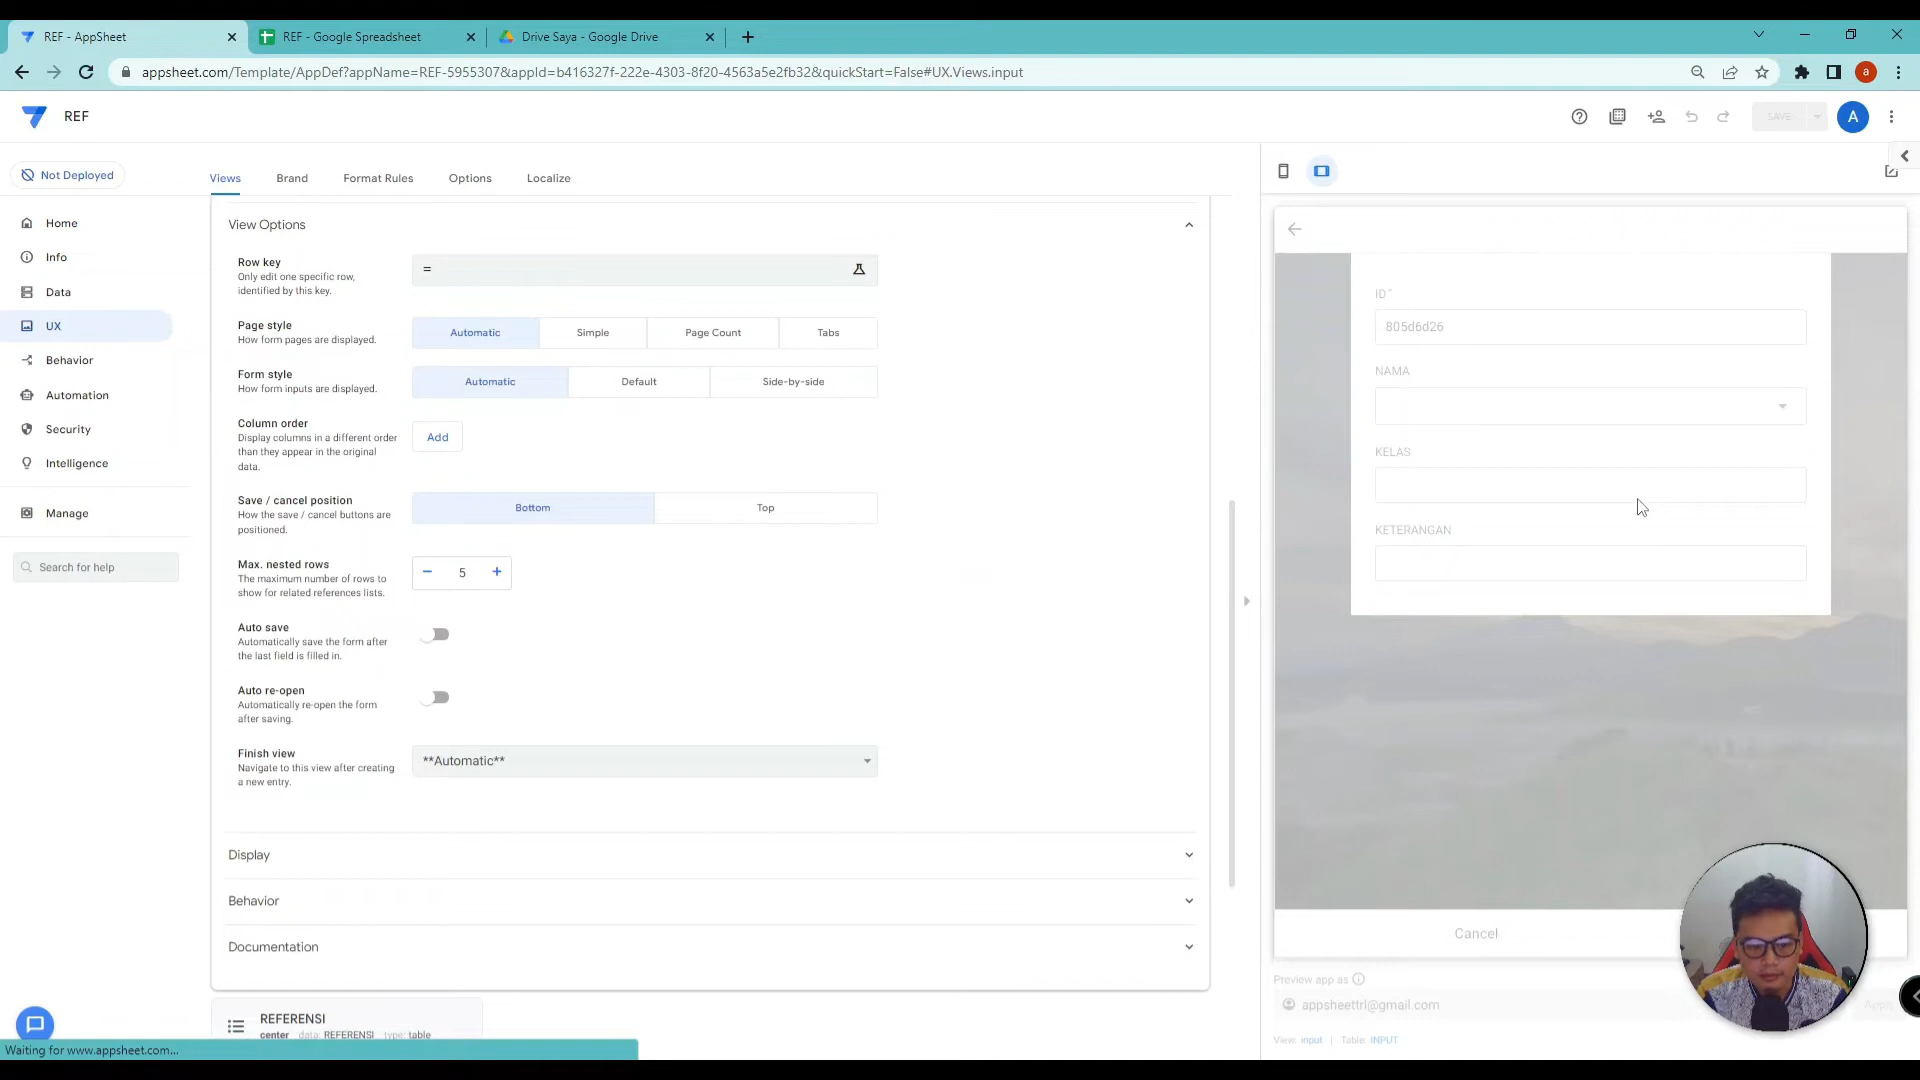 REF - AppSheet
REF - Google Spreadsheet
Drive Saya - Google Drive
appsheet.com/Template/AppDef?appName=REF-5955307&appId=b416327f-222e-4303-8f20-4563a5e2fb32&quickStart=False#UX.Views.input
a
REF
SAVE
A
Not Deployed
Views
Brand
Format Rules
Options
Localize
Home
Info
Data
UX
Behavior
Automation
Security
Intelligence
Manage
Search for help
View Options
Row key
Only edit one specific row,
identified by this key.
=
Page style
How form pages are displayed.
Automatic
Simple
Page Count
Tabs
Form style
How form inputs are displayed.
Automatic
Default
Side-by-side
Column order
Display columns in a different order
than they appear in the original
data.
Add
Save / cancel position
How the save / cancel buttons are
positioned.
Bottom
Top
Max. nested rows
The maximum number of rows to
show for related references lists.
5
Auto save
Automatically save the form after
the last field is filled in.
Auto re-open
Automatically re-open the form
after saving.
Finish view
Navigate to this view after creating
a new entry.
**Automatic**
Display
Behavior
Documentation
REFERENSI
center data: REFERENSI type: table
Waiting for www.appsheet.com...
ID*
805d6d26
NAMA
KELAS
KETERANGAN
Cancel
Preview app as
appsheettrl@gmail.com
View: input | Table: INPUT